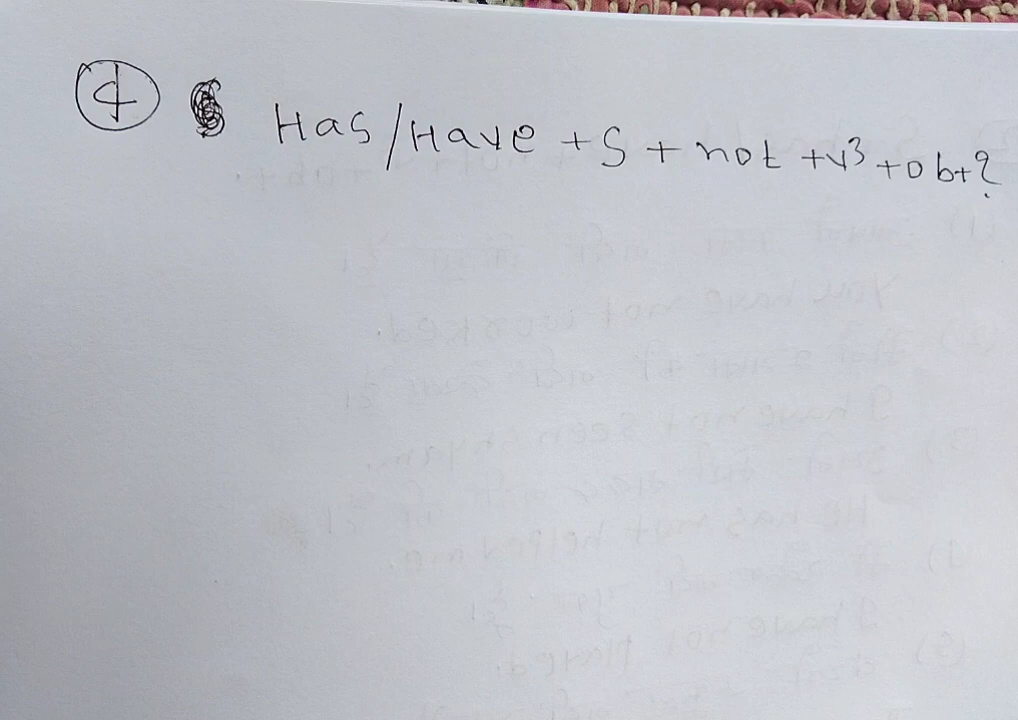 ④ Has/Have + S + not + v³ + ob + ?